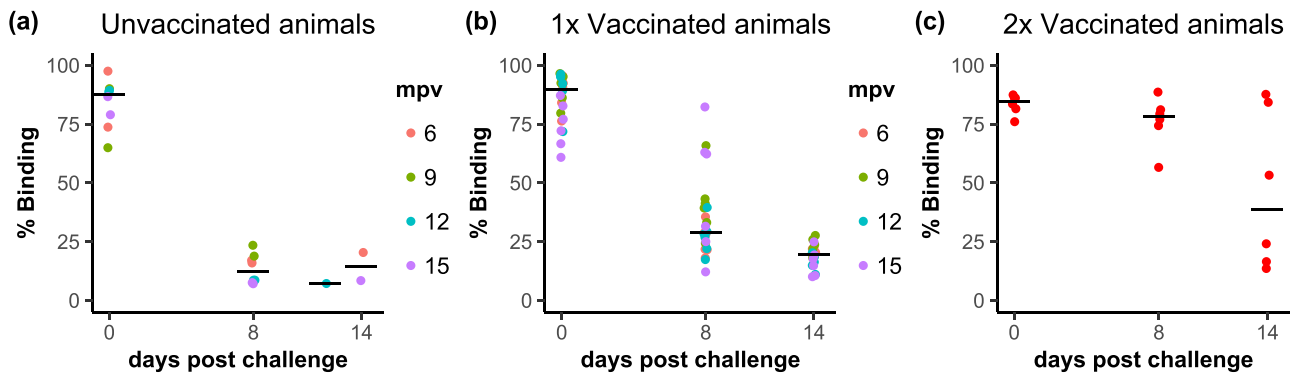 (a) Unvaccinated animals
100
75
50
25
0
% Binding
0 8 14
days post challenge
mpv
6
9
12
15
(b) 1x Vaccinated animals
100
75
50
25
0
% Binding
0 8 14
days post challenge
mpv
6
9
12
15
(c) 2x Vaccinated animals
100
75
50
25
0
% Binding
0 8 14
days post challenge